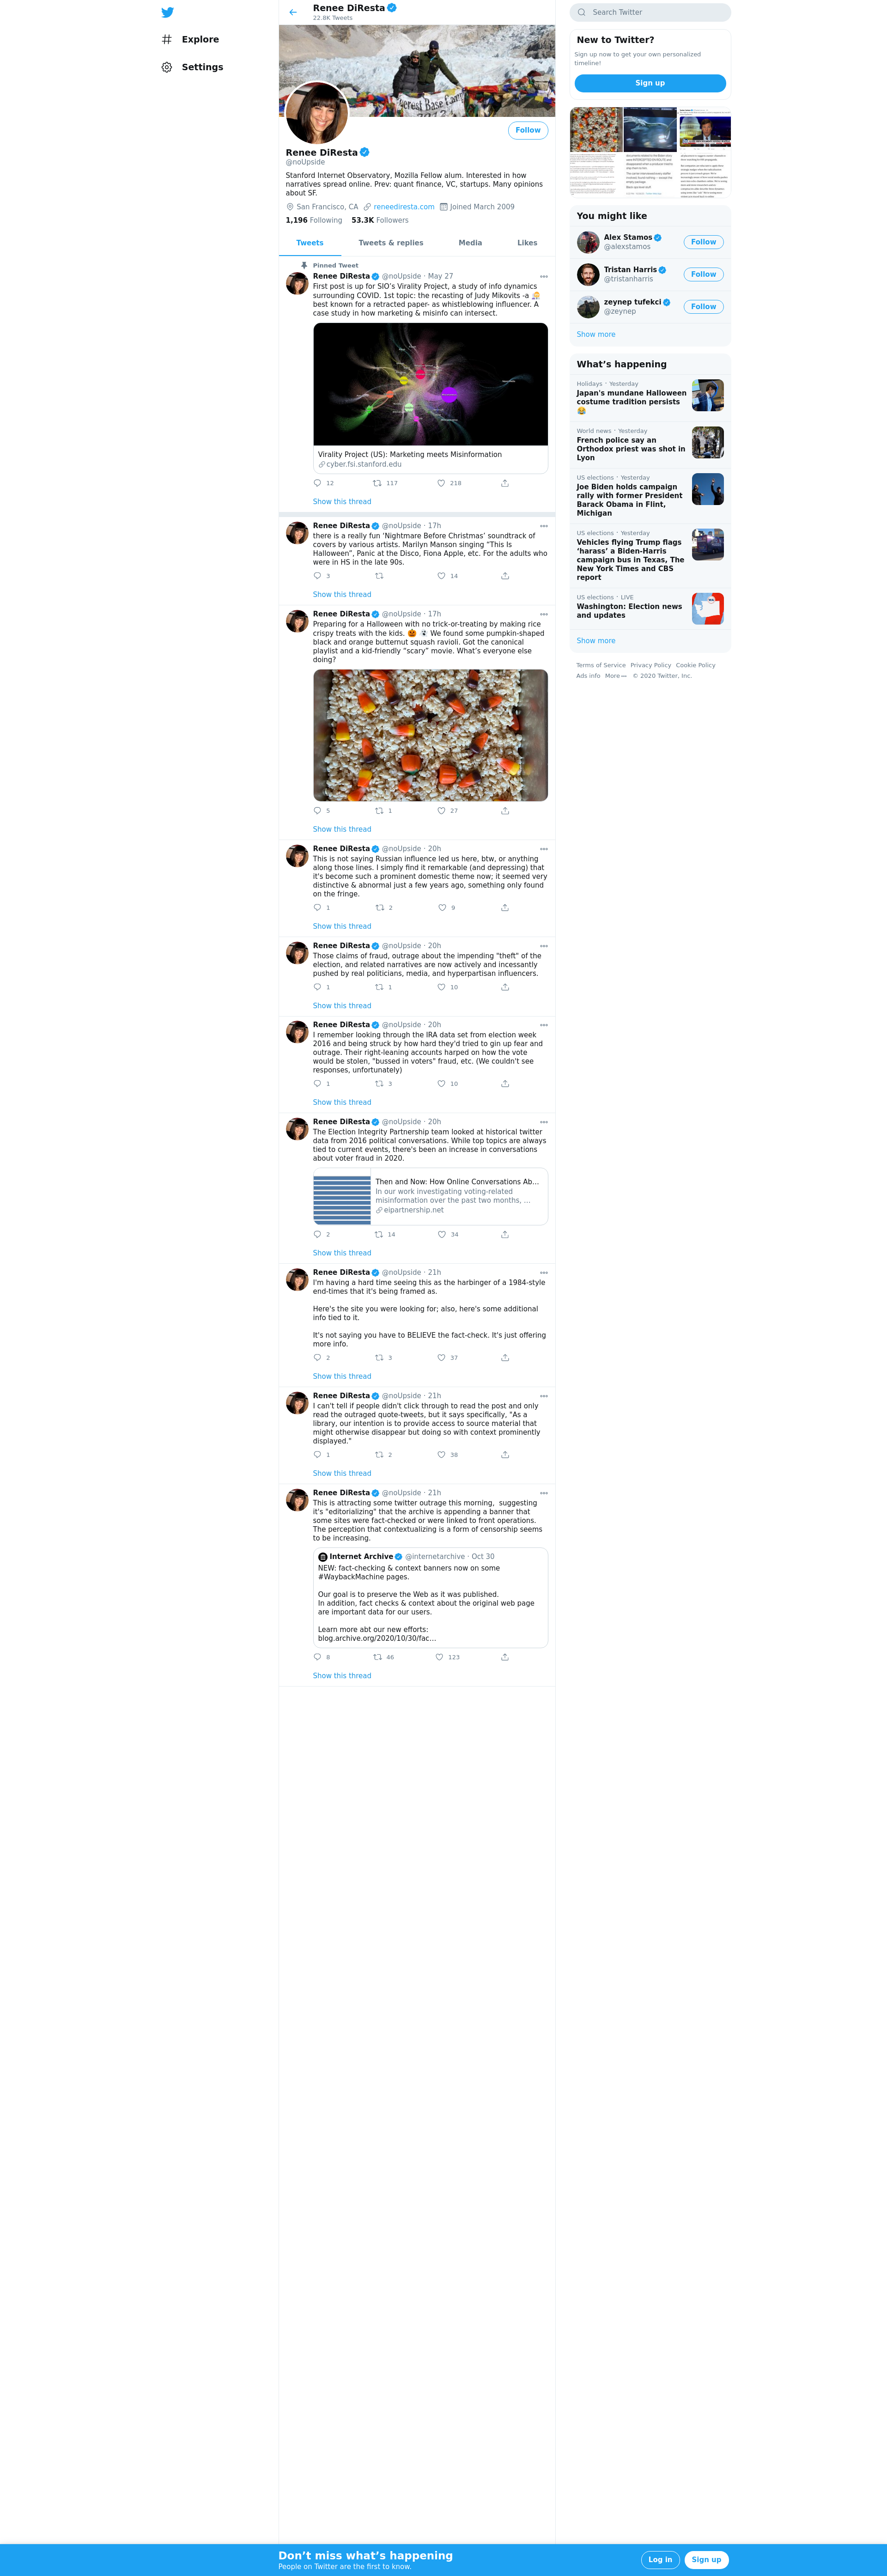 Explore
Settings
Renee DiResta
22.8K Tweets
Everest Base Camp
Follow
Renee DiResta
@noUpside
Stanford Internet Observatory, Mozilla Fellow alum. Interested in how
narratives spread online. Prev: quant finance, VC, startups. Many opinions
about SF.
San Francisco, CA reneediresta.com Joined March 2009
1,196 Following 53.3K Followers
Tweets Tweets & replies Media Likes
Pinned Tweet
Renee DiResta @noUpside · May 27
First post is up for SIO’s Virality Project, a study of info dynamics
surrounding COVID. 1st topic: the recasting of Judy Mikovits -a
best known for a retracted paper- as whistleblowing influencer. A
case study in how marketing & misinfo can intersect.
Virality Project (US): Marketing meets Misinformation
cyber.fsi.stanford.edu
12 117 218
Show this thread
Renee DiResta @noUpside · 17h
there is a really fun ‘Nightmare Before Christmas’ soundtrack of
covers by various artists. Marilyn Manson singing “This Is
Halloween”, Panic at the Disco, Fiona Apple, etc. For the adults who
were in HS in the late 90s.
3 14
Show this thread
Renee DiResta @noUpside · 17h
Preparing for a Halloween with no trick-or-treating by making rice
crispy treats with the kids. 🎃 👻 We found some pumpkin-shaped
black and orange butternut squash ravioli. Got the canonical
playlist and a kid-friendly “scary” movie. What’s everyone else
doing?
5 1 27
Show this thread
Renee DiResta @noUpside · 20h
This is not saying Russian influence led us here, btw, or anything
along those lines. I simply find it remarkable (and depressing) that
it's become such a prominent domestic theme now; it seemed very
distinctive & abnormal just a few years ago, something only found
on the fringe.
1 2 9
Show this thread
Renee DiResta @noUpside · 20h
Those claims of fraud, outrage about the impending "theft" of the
election, and related narratives are now actively and incessantly
pushed by real politicians, media, and hyperpartisan influencers.
1 1 10
Show this thread
Renee DiResta @noUpside · 20h
I remember looking through the IRA data set from election week
2016 and being struck by how hard they'd tried to gin up fear and
outrage. Their right-leaning accounts harped on how the vote
would be stolen, "bussed in voters" fraud, etc. (We couldn't see
responses, unfortunately)
1 3 10
Show this thread
Renee DiResta @noUpside · 20h
The Election Integrity Partnership team looked at historical twitter
data from 2016 political conversations. While top topics are always
tied to current events, there's been an increase in conversations
about voter fraud in 2020.
Then and Now: How Online Conversations Ab...
In our work investigating voting-related
misinformation over the past two months, ...
eipartnership.net
2 14 34
Show this thread
Renee DiResta @noUpside · 21h
I'm having a hard time seeing this as the harbinger of a 1984-style
end-times that it's being framed as.
Here's the site you were looking for; also, here's some additional
info tied to it.
It's not saying you have to BELIEVE the fact-check. It's just offering
more info.
2 3 37
Show this thread
Renee DiResta @noUpside · 21h
I can't tell if people didn't click through to read the post and only
read the outraged quote-tweets, but it says specifically, "As a
library, our intention is to provide access to source material that
might otherwise disappear but doing so with context prominently
displayed."
1 2 38
Show this thread
Renee DiResta @noUpside · 21h
This is attracting some twitter outrage this morning, suggesting
it's "editorializing" that the archive is appending a banner that
some sites were fact-checked or were linked to front operations.
The perception that contextualizing is a form of censorship seems
to be increasing.
Internet Archive @internetarchive · Oct 30
NEW: fact-checking & context banners now on some
#WaybackMachine pages.
Our goal is to preserve the Web as it was published.
In addition, fact checks & context about the original web page
are important data for our users.
Learn more abt our new efforts:
blog.archive.org/2020/10/30/fac…
8 46 123
Show this thread
Search Twitter
New to Twitter?
Sign up now to get your own personalized
timeline!
Sign up
You might like
Alex Stamos
@alexstamos
Follow
Tristan Harris
@tristanharris
Follow
zeynep tufekci
@zeynep
Follow
Show more
What’s happening
Holidays · Yesterday
Japan's mundane Halloween
costume tradition persists
😂
World news · Yesterday
French police say an
Orthodox priest was shot in
Lyon
US elections · Yesterday
Joe Biden holds campaign
rally with former President
Barack Obama in Flint,
Michigan
US elections · Yesterday
Vehicles flying Trump flags
‘harass’ a Biden-Harris
campaign bus in Texas, The
New York Times and CBS
report
US elections · LIVE
Washington: Election news
and updates
Show more
Terms of Service Privacy Policy Cookie Policy
Ads info More © 2020 Twitter, Inc.
Don’t miss what’s happening
People on Twitter are the first to know.
Log in Sign up